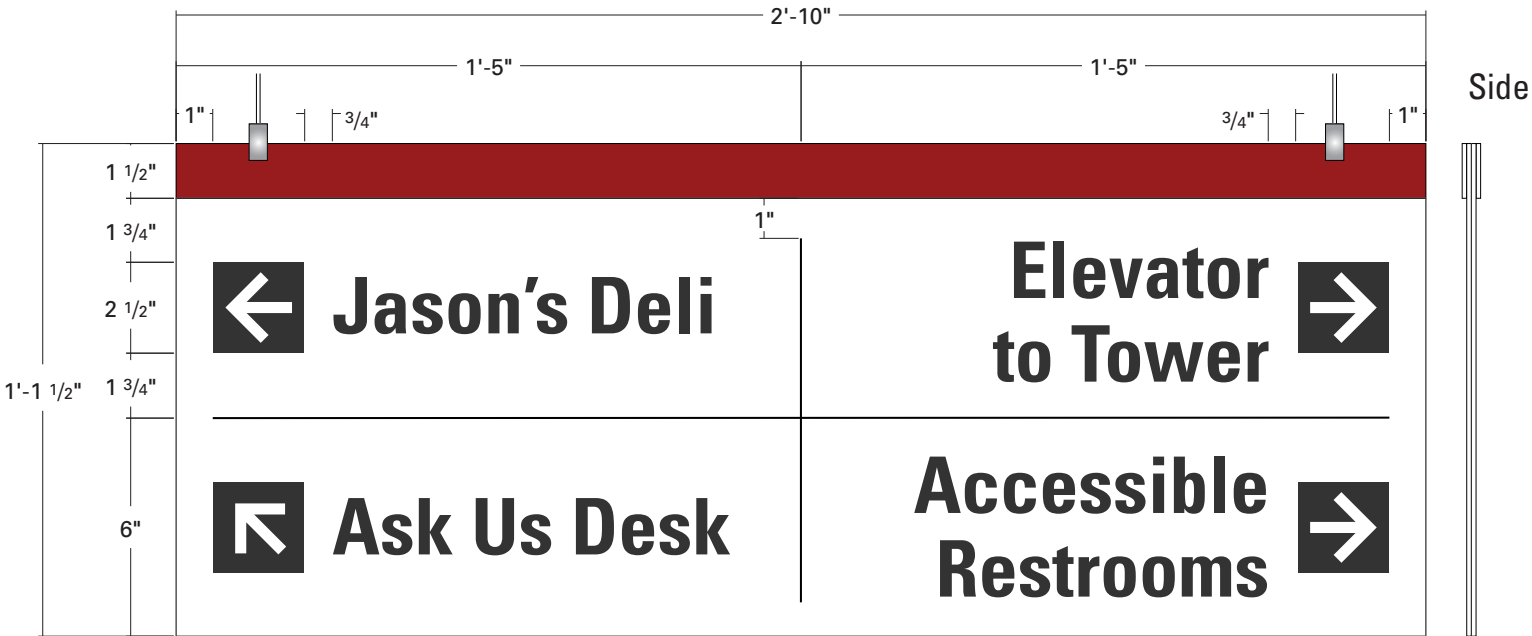 2'-10"
1'-5"
1'-5"
Side
1"
3/4"
3/4"
1"
1 1/2"
1 3/4"
1"
2 1/2"
1 3/4"
1'-1 1/2"
6"
Jason's Deli
Elevator
to Tower
Ask Us Desk
Accessible
Restrooms